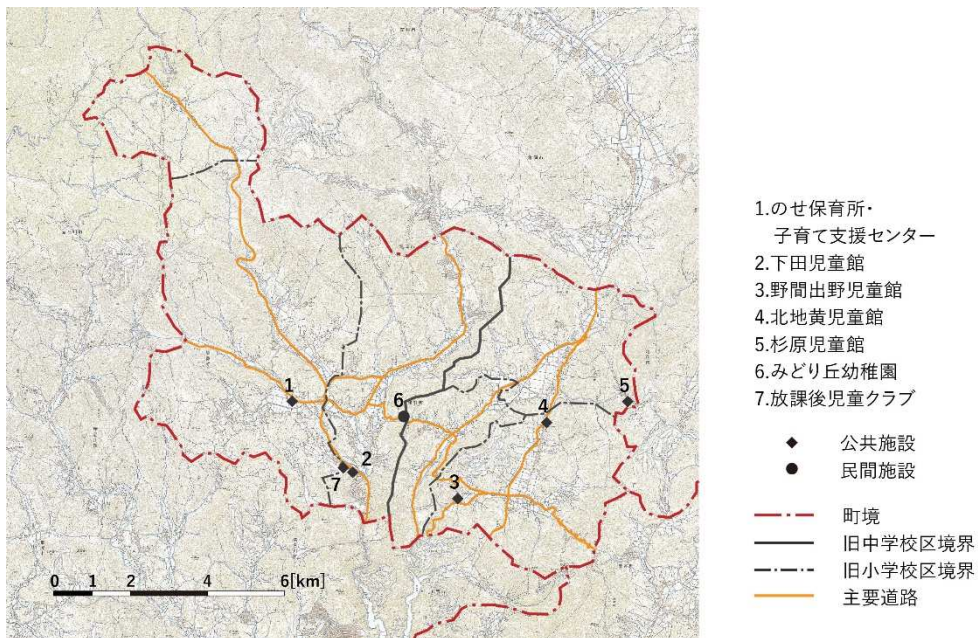 1
2
3
4
5
6
7
0 1 2 4 6[km]
1.のせ保育所・
子育て支援センター
2.下田児童館
3.野間出野児童館
4.北地黄児童館
5.杉原児童館
6.みどり丘幼稚園
7.放課後児童クラブ
公共施設
民間施設
町境
旧中学校区境界
旧小学校区境界
主要道路